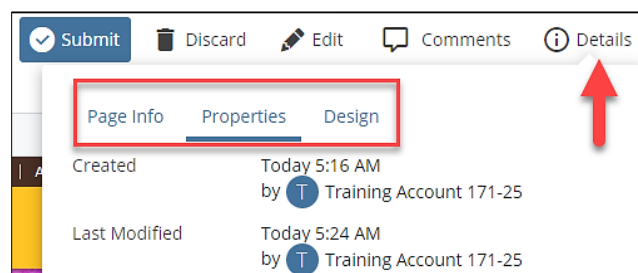 Submit Discard Edit Comments Details
Page Info Properties Design
| A
Created Today 5:16 AM
by T Training Account 171-25
Last Modified Today 5:24 AM
by T Training Account 171-25